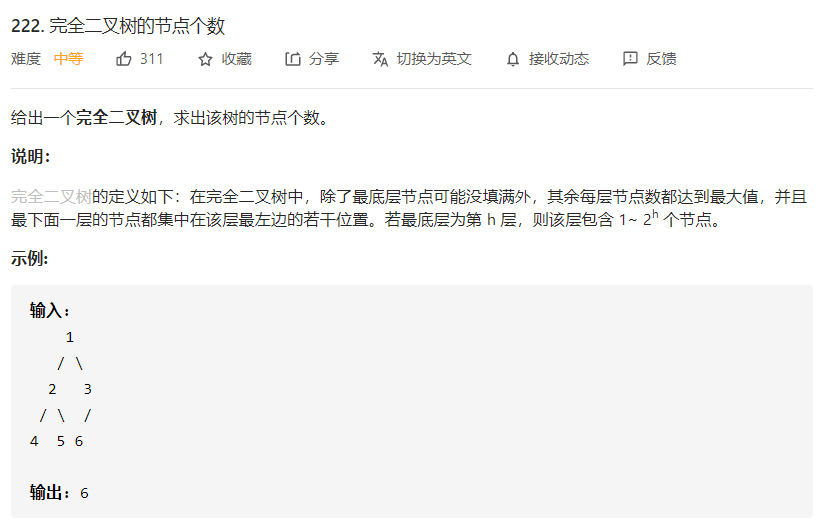 222. 完全二叉树的节点个数
难度 中等 311 收藏 分享 切换为英文 接收动态 反馈
给出一个完全二叉树，求出该树的节点个数。
说明：
完全二叉树的定义如下：在完全二叉树中，除了最底层节点可能没填满外，其余每层节点数都达到最大值，并且
最下面一层的节点都集中在该层最左边的若干位置。若最底层为第 h 层，则该层包含 1~ 2^h 个节点。
示例:
输入:
    1
   / \
  2   3
 / \  /
4  5 6
输出: 6